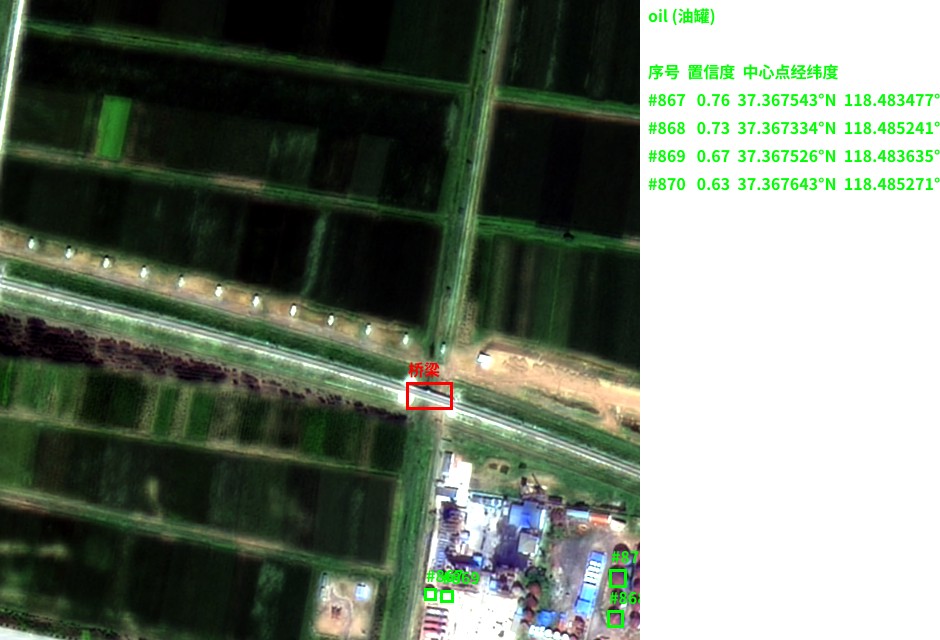 oil (油罐)
序号 置信度 中心点经纬度
#867 0.76 37.367543°N 118.483477°
#868 0.73 37.367334°N 118.485241°
#869 0.67 37.367526°N 118.483635°
#870 0.63 37.367643°N 118.485271°
桥梁
#87
#86